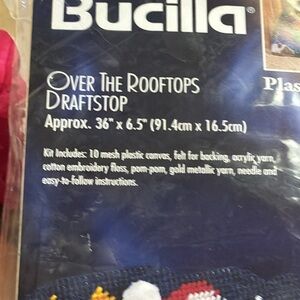 Bucilla®
OVER THE ROOFTOPS
DRAFTSTOP
Approx. 36" x 6.5" (91.4cm x 16.5cm)
Kit Includes: 10 mesh plastic canvas, felt for backing, acrylic yarn,
cotton embroidery floss, pom-pom, gold metallic yarn, needle and
easy-to-follow instructions.
Plas